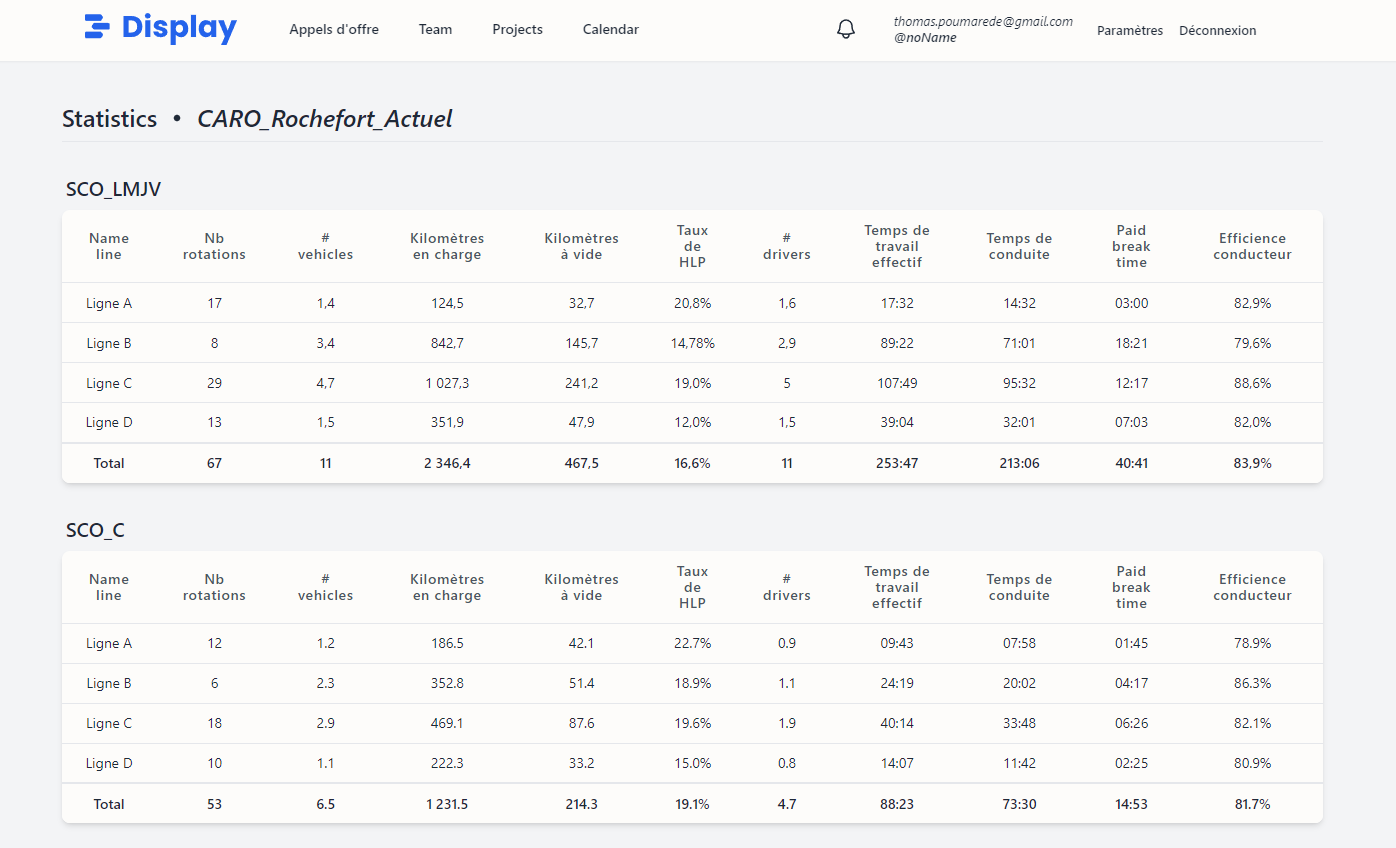 Display
Appels d'offre Team Projects Calendar
thomas.poumarede@gmail.com
@noName
Paramètres Déconnexion
Statistics • CARO_Rochefort_Actuel
SCO_LMJV
Name line Nb rotations # vehicles Kilomètres en charge Kilomètres à vide Taux de HLP # drivers Temps de travail effectif Temps de conduite Paid break time Efficience conducteur
Ligne A 17 1,4 124,5 32,7 20,8% 1,6 17:32 14:32 03:00 82,9%
Ligne B 8 3,4 842,7 145,7 14,78% 2,9 89:22 71:01 18:21 79,6%
Ligne C 29 4,7 1 027,3 241,2 19,0% 5 107:49 95:32 12:17 88,6%
Ligne D 13 1,5 351,9 47,9 12,0% 1,5 39:04 32:01 07:03 82,0%
Total 67 11 2 346,4 467,5 16,6% 11 253:47 213:06 40:41 83,9%
SCO_C
Name line Nb rotations # vehicles Kilomètres en charge Kilomètres à vide Taux de HLP # drivers Temps de travail effectif Temps de conduite Paid break time Efficience conducteur
Ligne A 12 1.2 186.5 42.1 22.7% 0.9 09:43 07:58 01:45 78.9%
Ligne B 6 2.3 352.8 51.4 18.9% 1.1 24:19 20:02 04:17 86.3%
Ligne C 18 2.9 469.1 87.6 19.6% 1.9 40:14 33:48 06:26 82.1%
Ligne D 10 1.1 222.3 33.2 15.0% 0.8 14:07 11:42 02:25 80.9%
Total 53 6.5 1 231.5 214.3 19.1% 4.7 88:23 73:30 14:53 81.7%